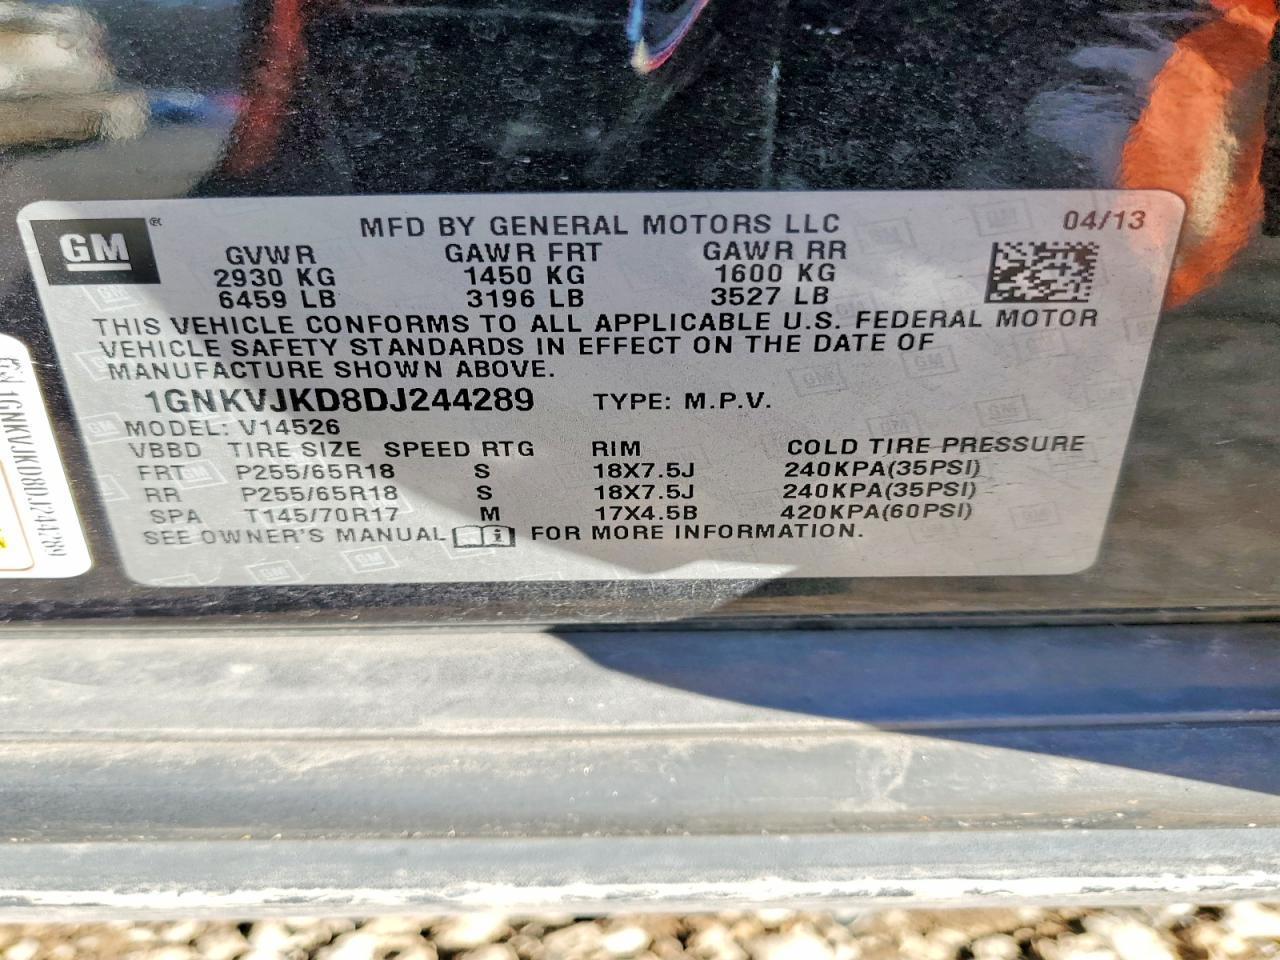 GM ®
MFD BY GENERAL MOTORS LLC 04/13
GVWR GAWR FRT GAWR RR
2930 KG 1450 KG 1600 KG
6459 LB 3196 LB 3527 LB
THIS VEHICLE CONFORMS TO ALL APPLICABLE U.S. FEDERAL MOTOR
VEHICLE SAFETY STANDARDS IN EFFECT ON THE DATE OF
MANUFACTURE SHOWN ABOVE.
1GNKVJKD8DJ244289 TYPE: M.P.V.
MODEL: V14526
VBBD TIRE SIZE SPEED RTG RIM COLD TIRE PRESSURE
FRT P255/65R18 S 18X7.5J 240KPA(35PSI)
RR P255/65R18 S 18X7.5J 240KPA(35PSI)
SPA T145/70R17 M 17X4.5B 420KPA(60PSI)
SEE OWNER'S MANUAL i FOR MORE INFORMATION.
1GNKVJKD8DJ244289